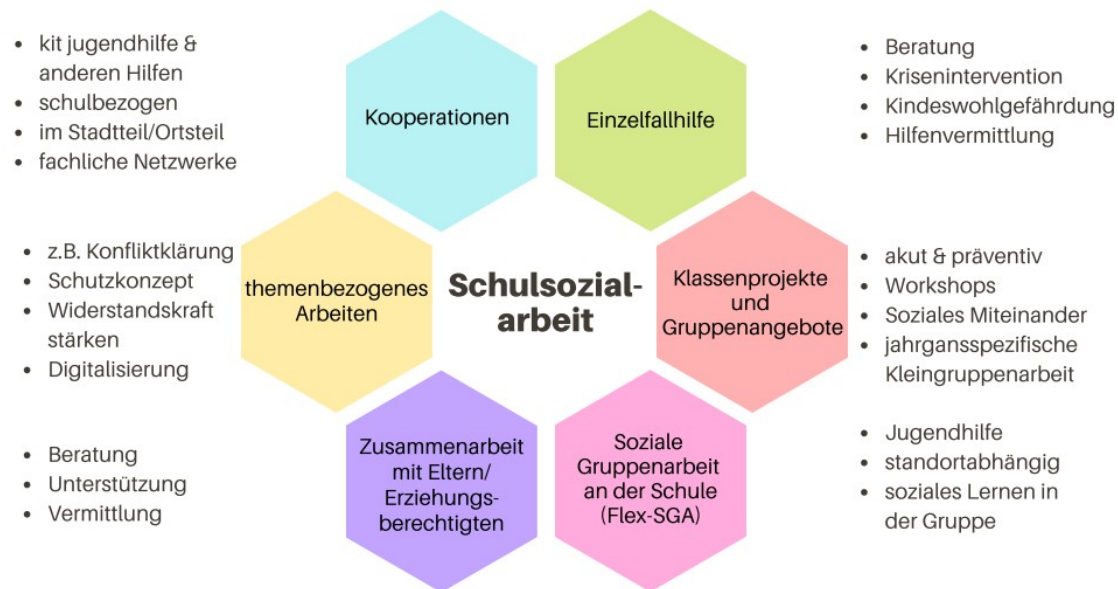 • kit jugendhilfe &
anderen Hilfen
• schulbezogen
• im Stadtteil/Ortsteil
• fachliche Netzwerke
Kooperationen
Einzelfallhilfe
• Beratung
• Krisenintervention
• Kindeswohlgefährdung
• Hilfenvermittlung
• z.B. Konfliktklärung
• Schutzkonzept
• Widerstandskraft
stärken
• Digitalisierung
themenbezogenes
Arbeiten
Schulsozial-
arbeit
Klassenprojekte
und
Gruppenangebote
• akut & präventiv
• Workshops
• Soziales Miteinander
• jahrgansspezifische
Kleingruppenarbeit
• Beratung
• Unterstützung
• Vermittlung
Zusammenarbeit
mit Eltern/
Erziehungs-
berechtigten
Soziale
Gruppenarbeit
an der Schule
(Flex-SGA)
• Jugendhilfe
• standortabhängig
• soziales Lernen in
der Gruppe